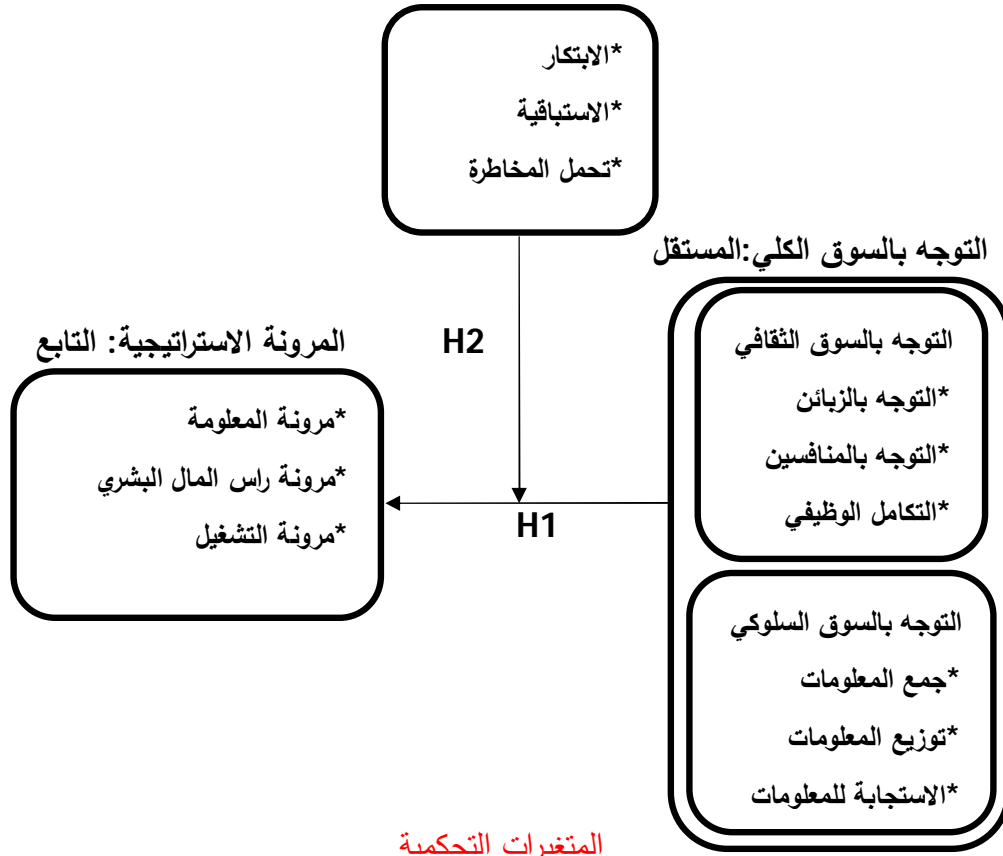 *الابتكار
*الاستباقية
*تحمل المخاطرة
التوجه بالسوق الكلي:المستقل
التوجه بالسوق الثقافي
*التوجه بالزبائن
*التوجه بالمنافسين
*التكامل الوظيفي
التوجه بالسوق السلوكي
*جمع المعلومات
*توزيع المعلومات
*الاستجابة للمعلومات
H2
H1
المرونة الاستراتيجية: التابع
*مرونة المعلومة
*مرونة راس المال البشري
*مرونة التشغيل
المتغيرات التحكمية